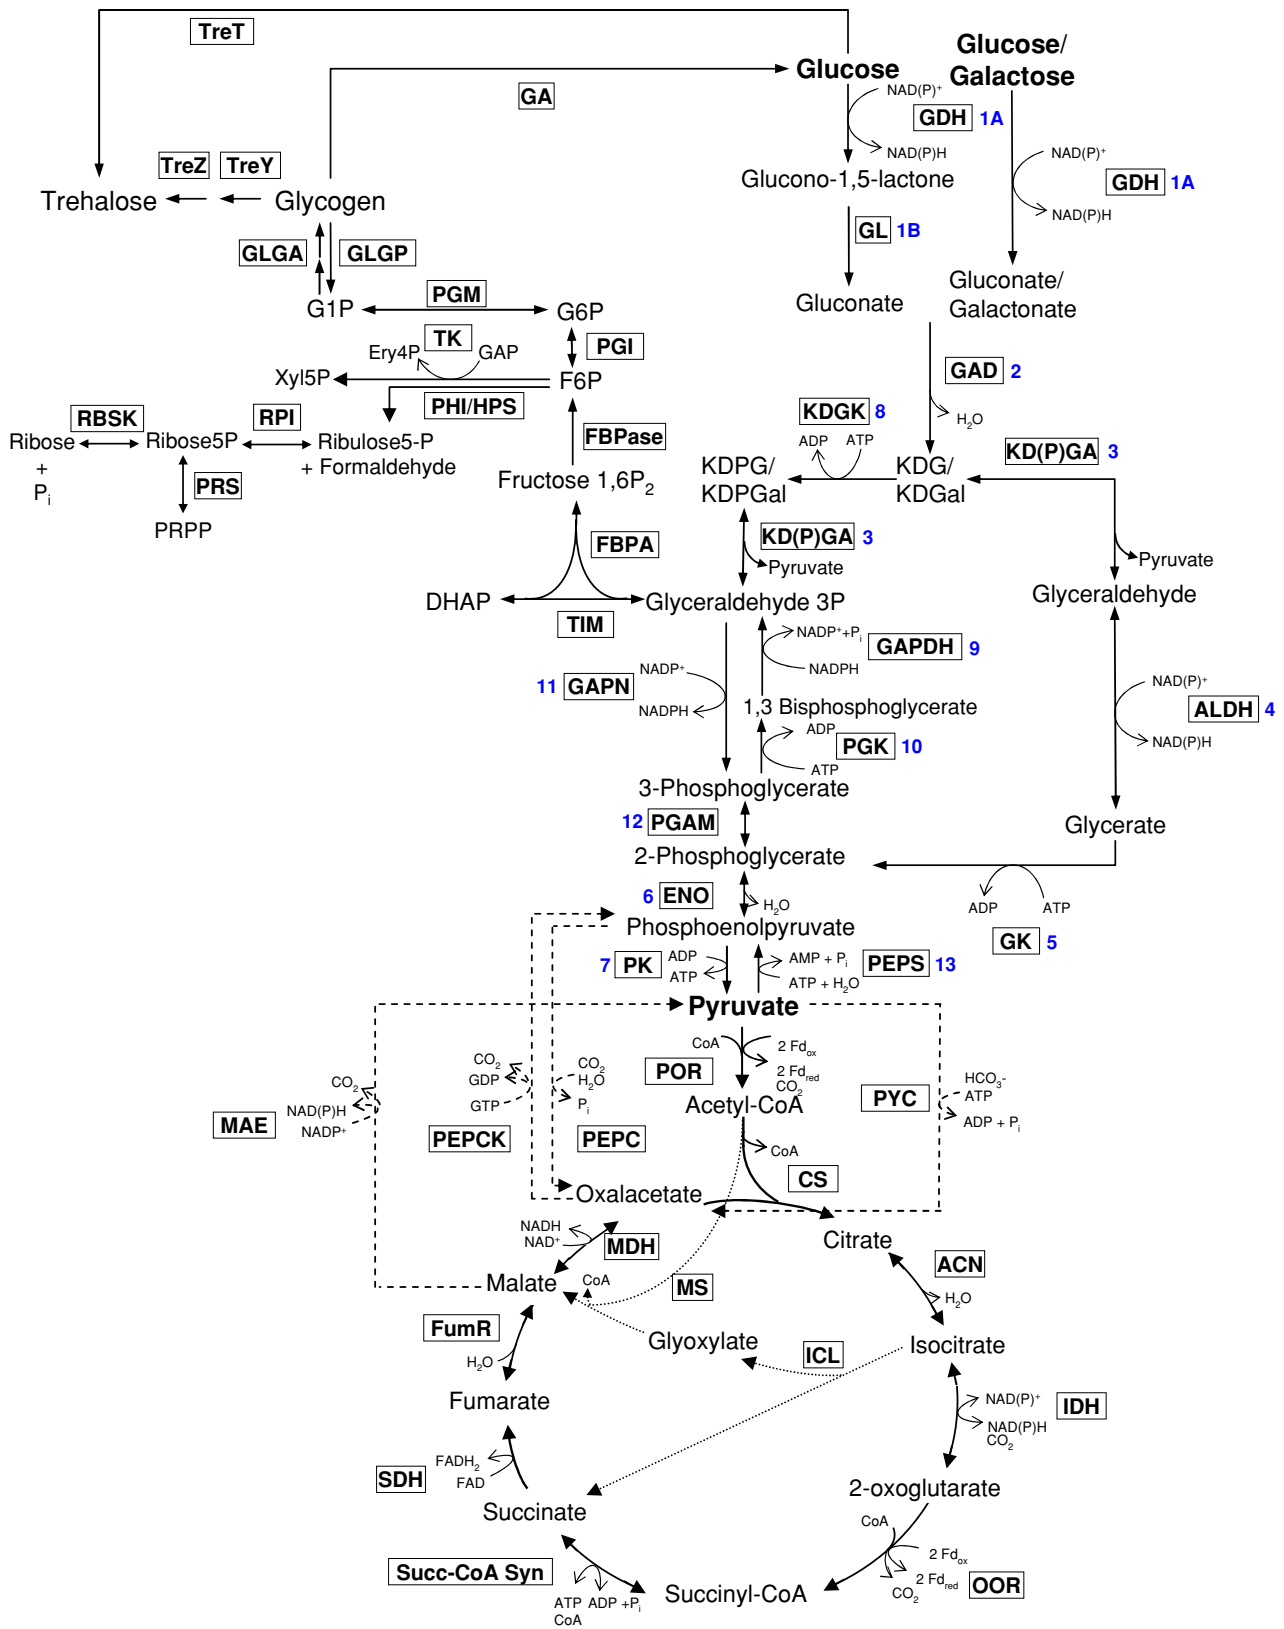 TreT
Glucose/
Galactose
Glucose
GA
NAD(P)⁺
GDH 1A
NAD(P)H
NAD(P)⁺
GDH 1A
NAD(P)H
TreZ TreY
Trehalose
Glycogen
Glucono-1,5-lactone
GL 1B
GLGA GLGP
Gluconate/
Galactonate
Gluconate
G1P
PGM
G6P
TK
Ery4P GAP
PGI
Xyl5P
F6P
GAD 2
H₂O
PHI/HPS
KDGK 8
ADP ATP
RBSK RPI
FBPase
Ribose
+
Pᵢ
Ribose5P
Ribulose5-P
+ Formaldehyde
KD(P)GA 3
KDPG/
KDPGal
KDG/
KDGal
Fructose 1,6P₂
PRS
PRPP
FBPA
KD(P)GA 3
Pyruvate
Pyruvate
DHAP
Glyceraldehyde 3P
Glyceraldehyde
TIM
NADP⁺+Pᵢ
GAPDH 9
NADPH
NADP⁺
11 GAPN
NADPH
NAD(P)⁺
ALDH 4
NAD(P)H
1,3 Bisphosphoglycerate
ADP
PGK 10
ATP
3-Phosphoglycerate
12 PGAM
Glycerate
2-Phosphoglycerate
6 ENO
H₂O
ADP ATP
GK 5
Phosphoenolpyruvate
7 PK
ADP
ATP
AMP + Pᵢ
ATP + H₂O
PEPS 13
Pyruvate
CoA
2 Fdₒₓ
POR
2 Fd_red
CO₂
Acetyl-CoA
PYC
HCO₃-
ATP
ADP + Pᵢ
CO₂
NAD(P)H
NADP⁺
MAE
CO₂
GDP
GTP
PEPCK
CO₂
H₂O
Pᵢ
PEPC
CoA
CS
Oxalacetate
NADH
NAD⁺
MDH
Citrate
ACN
H₂O
Malate
CoA
MS
FumR
H₂O
Glyoxylate
ICL
Isocitrate
Fumarate
NAD(P)⁺
IDH
NAD(P)H
CO₂
FADH₂
SDH
FAD
Succinate
2-oxoglutarate
CoA
2 Fdₒₓ
2 Fd_red
CO₂
OOR
Succ-CoA Syn
ATP ADP +Pᵢ
CoA
Succinyl-CoA